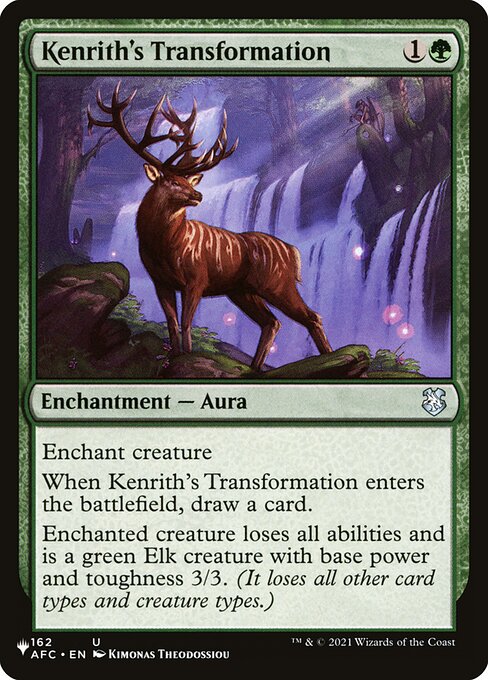 Kenrith's Transformation 1
Enchantment — Aura
Enchant creature
When Kenrith's Transformation enters
the battlefield, draw a card.
Enchanted creature loses all abilities and
is a green Elk creature with base power
and toughness 3/3. (It loses all other card
types and creature types.)
162 U
AFC • EN Kimonas Theodossiou
™ & © 2021 Wizards of the Coast